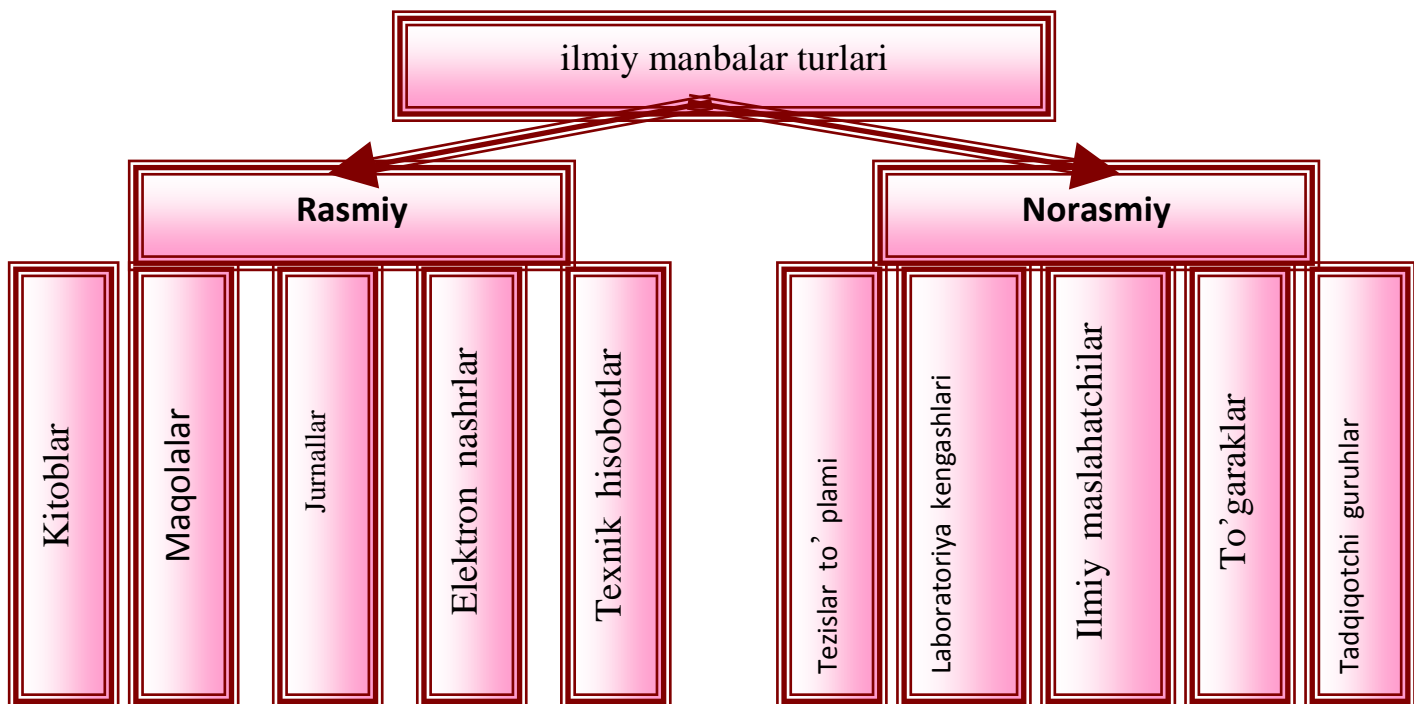 ilmiy manbalar turlari
Rasmiy
Norasmiy
Kitoblar
Maqolalar
Jurnallar
Elektron nashrlar
Texnik hisobotlar
Tezislar to’ plami
Laboratoriya kengashlari
Ilmiy maslahatchilar
To’garaklar
Tadqiqotchi guruhlar